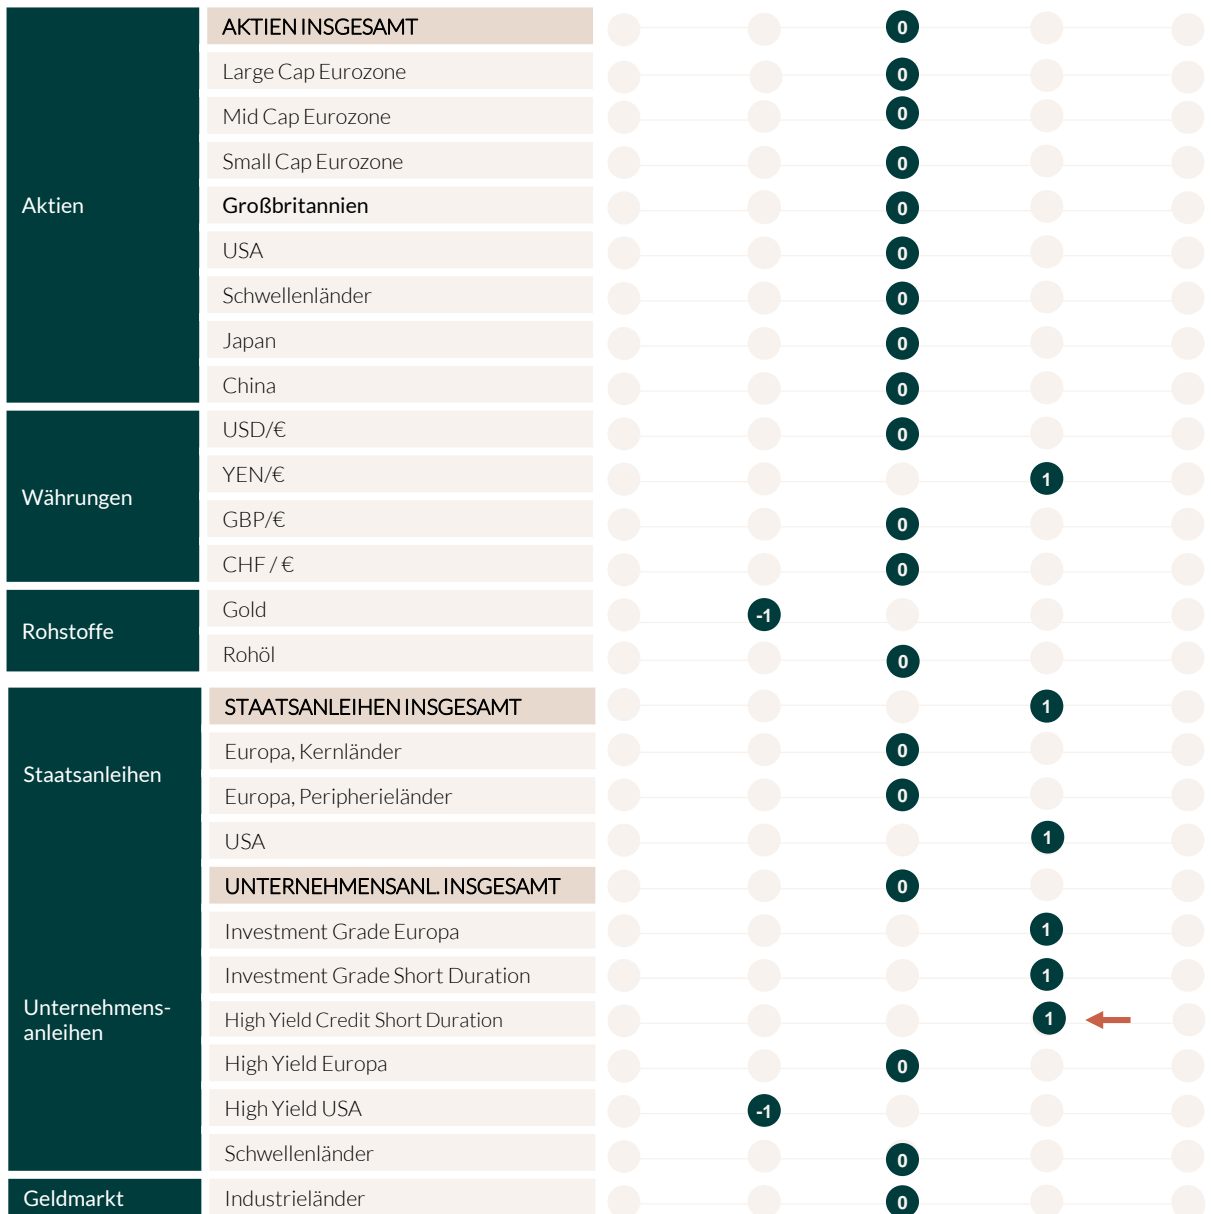 AKTIEN INSGESAMT 0
Large Cap Eurozone 0
Mid Cap Eurozone 0
Small Cap Eurozone 0
Aktien Großbritannien 0
USA 0
Schwellenländer 0
Japan 0
China 0
USD/€ 0
YEN/€ 1
Währungen
GBP/€ 0
CHF / € 0
Gold -1
Rohstoffe
Rohöl 0
STAATSANLEIHEN INSGESAMT 1
Europa, Kernländer 0
Staatsanleihen
Europa, Peripherieländer 0
USA 1
UNTERNEHMENSANL. INSGESAMT 0
Investment Grade Europa 1
Investment Grade Short Duration 1
Unternehmens-
anleihen
High Yield Credit Short Duration 1
High Yield Europa 0
High Yield USA -1
Schwellenländer 0
Geldmarkt Industrieländer 0